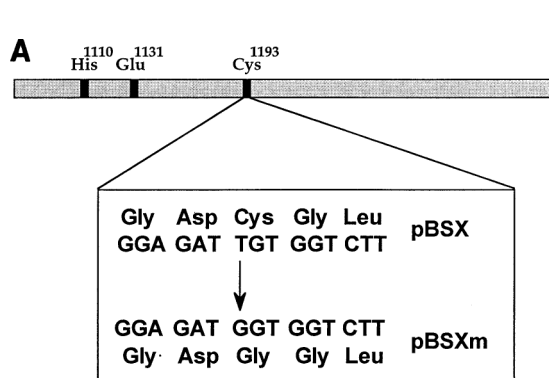 A
His 1110 Glu 1131 Cys 1193
Gly Asp Cys Gly Leu
GGA GAT TGT GGT CTT
pBSX
GGA GAT GGT GGT CTT
Gly Asp Gly Gly Leu
pBSXm